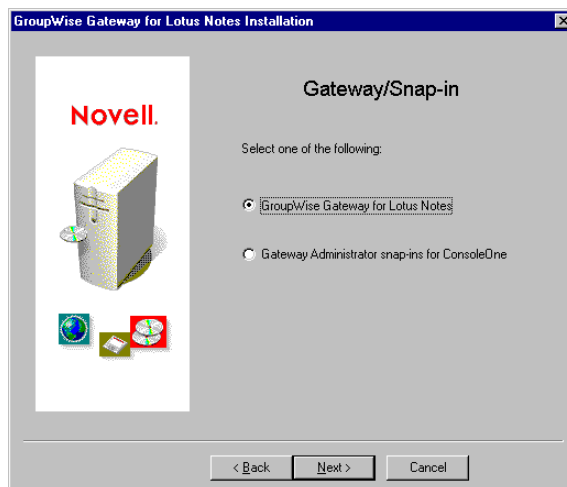 GroupWise Gateway for Lotus Notes Installation
Novell.
Gateway/Snap-in
Select one of the following:
GroupWise Gateway for Lotus Notes
Gateway Administrator snap-ins for ConsoleOne
< Back
Next >
Cancel